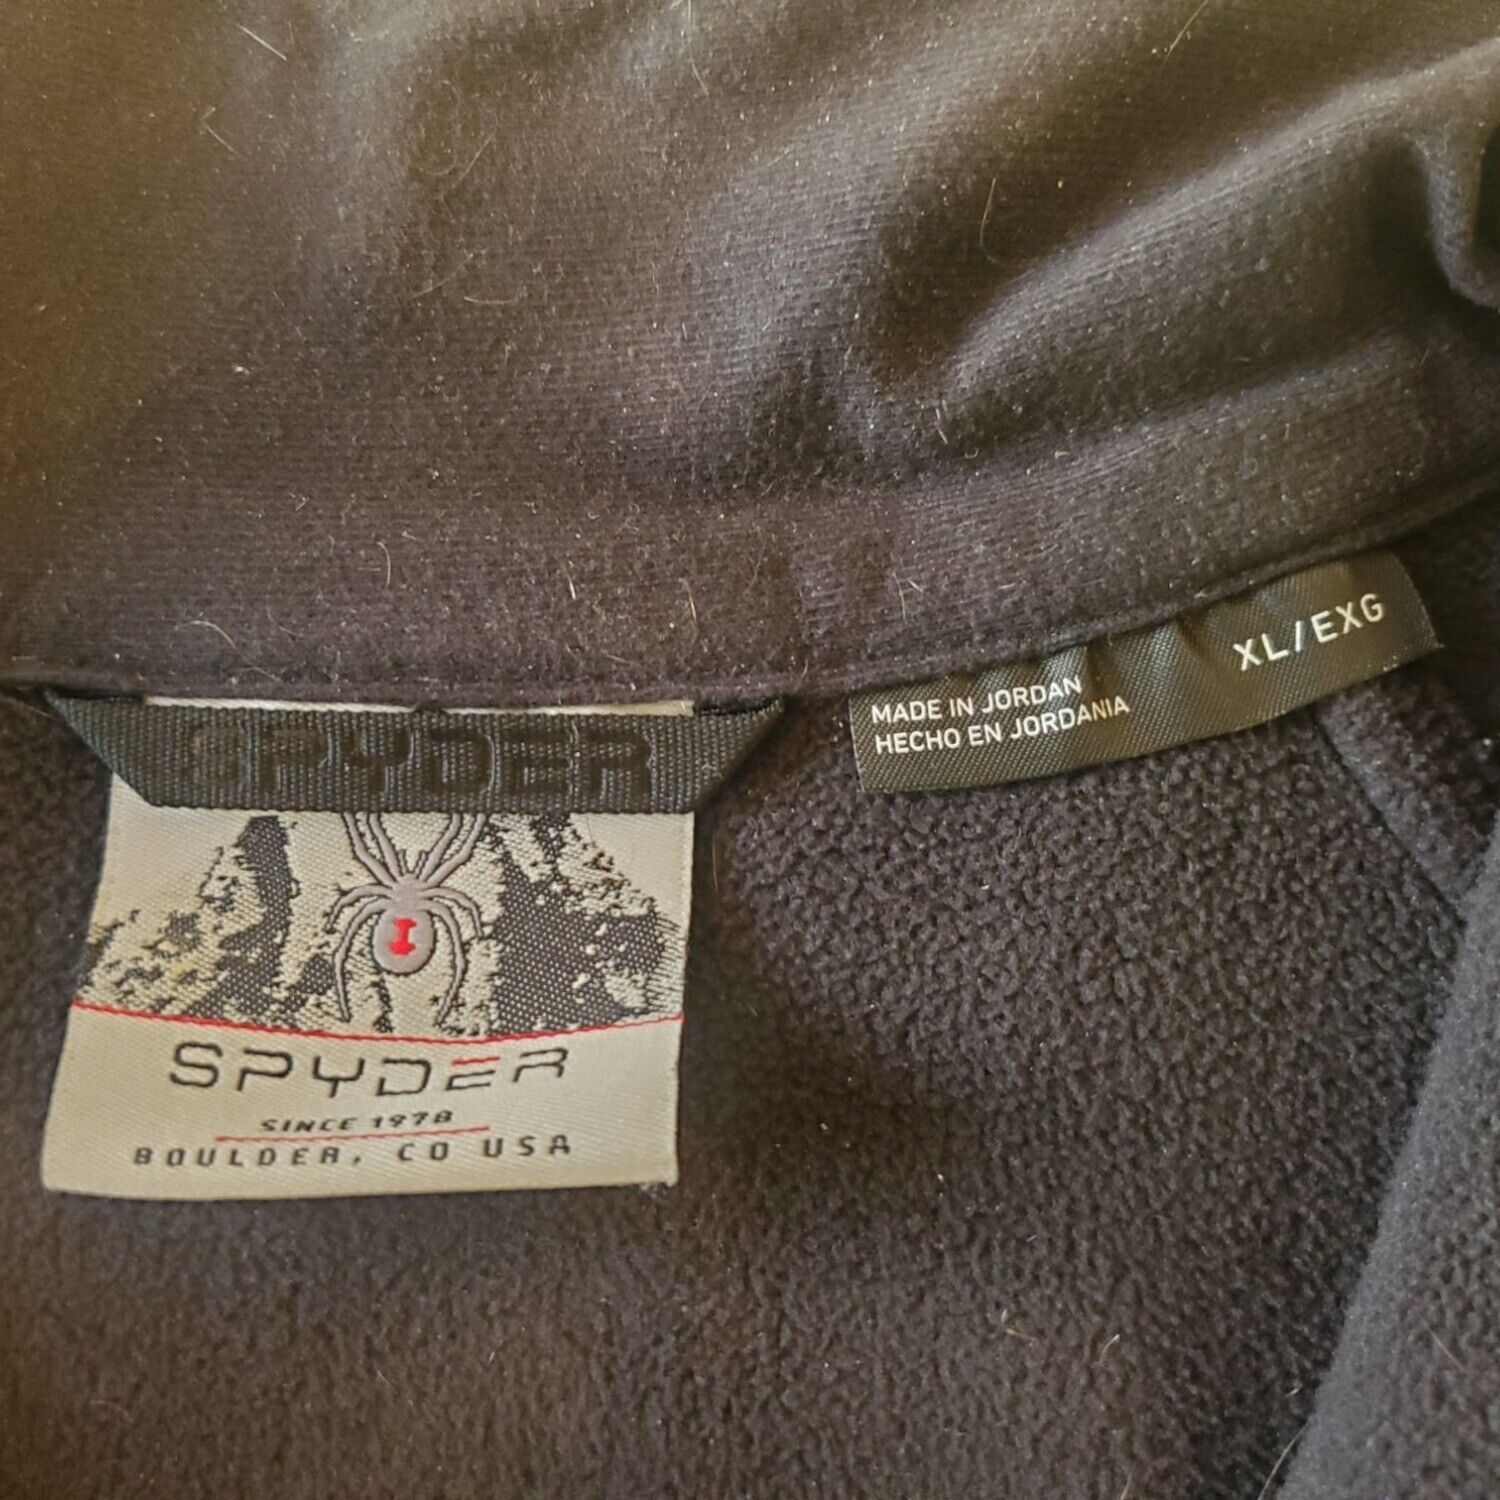 SPYDER
SPYDER
SINCE 1978
BOULDER, CO USA
XL/EXG
MADE IN JORDAN
HECHO EN JORDANIA